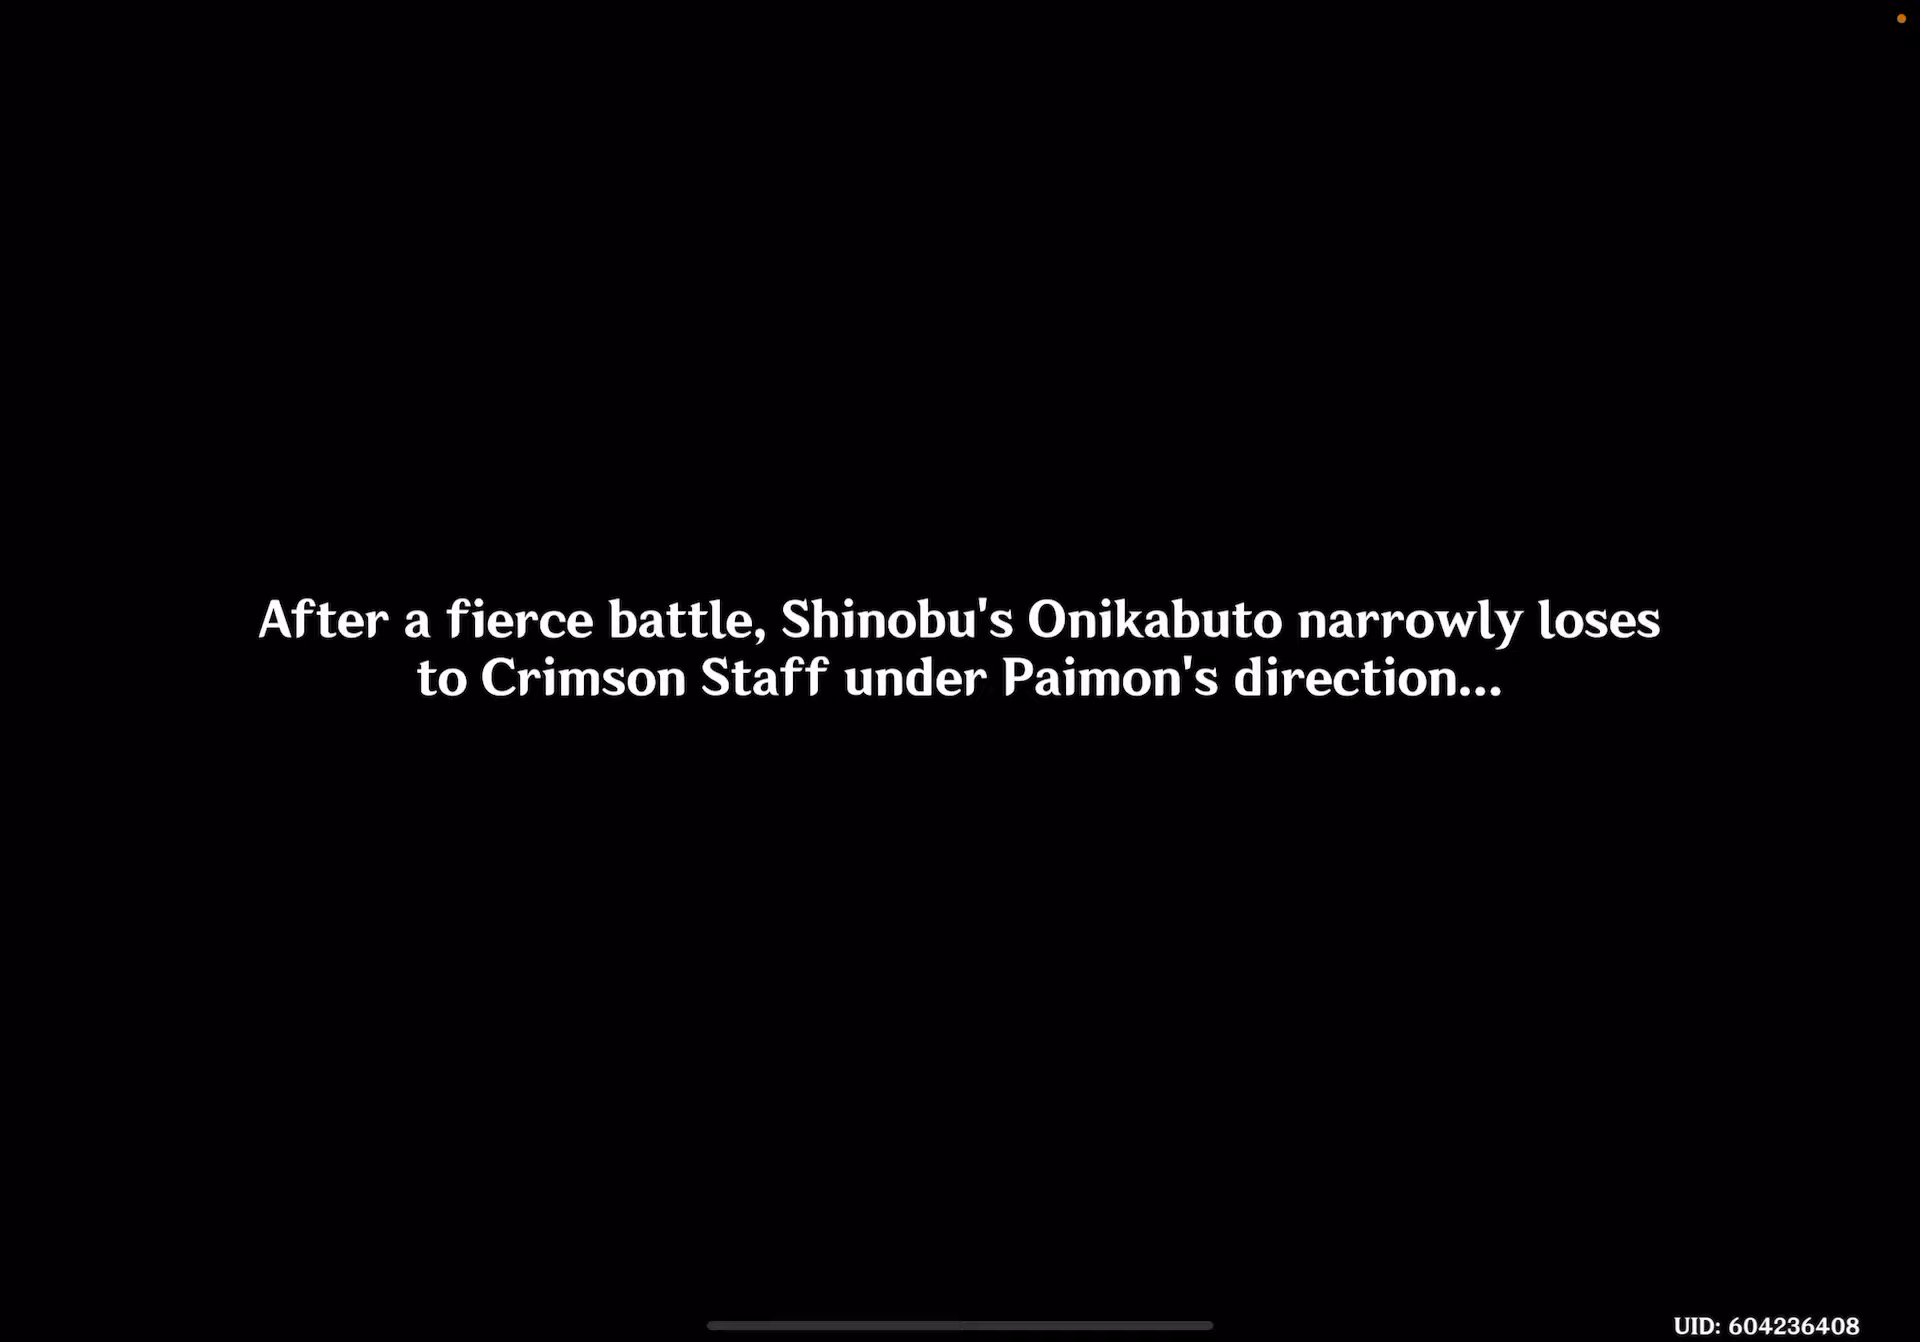 After a fierce battle, Shinobu's Onikabuto narrowly loses
to Crimson Staff under Paimon's direction...
UID: 604236408